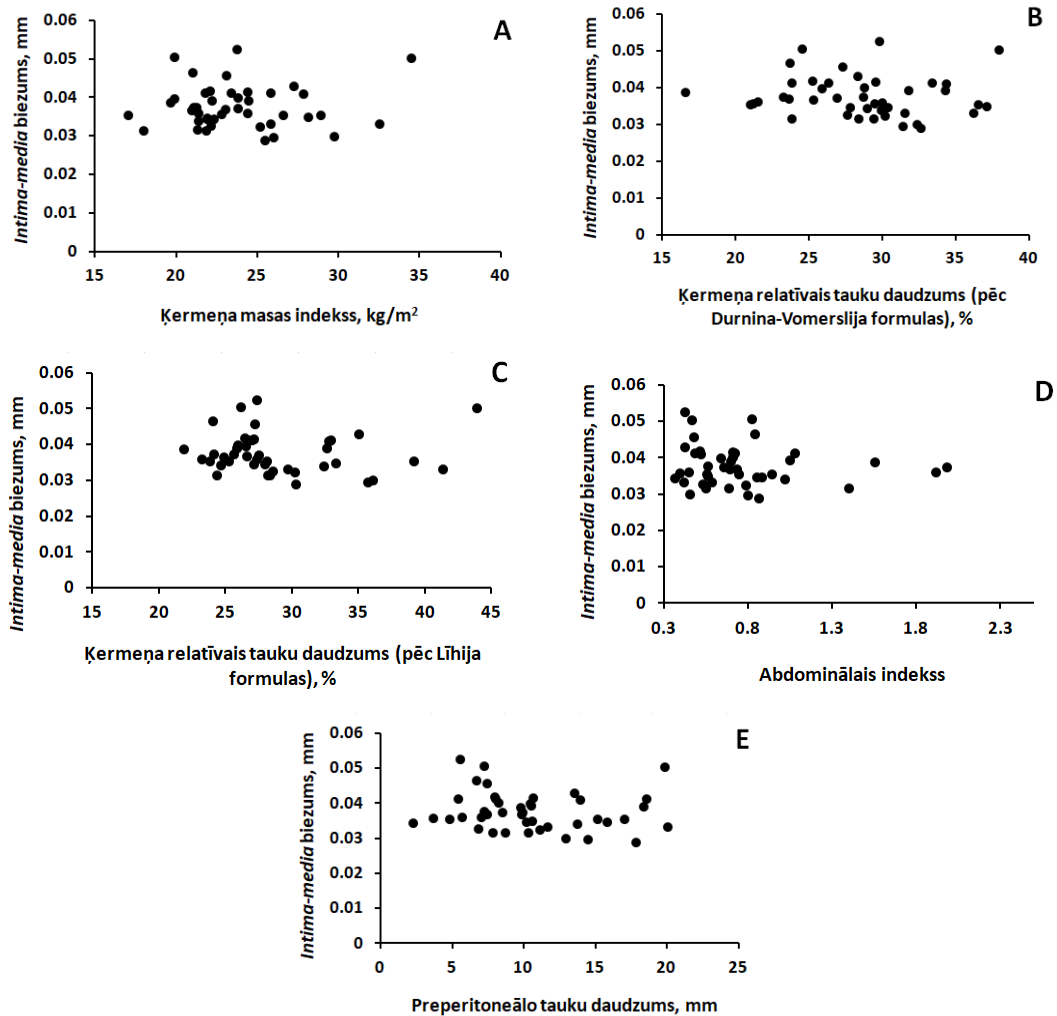 A
Intima-media biezums, mm
0.06
0.05
0.04
0.03
0.02
0.01
0
15 20 25 30 35 40
Ķermeņa masas indekss, kg/m²
B
Intima-media biezums, mm
0.06
0.05
0.04
0.03
0.02
0.01
0
15 20 25 30 35 40
Ķermeņa relatīvais tauku daudzums (pēc
Durnina-Vomerslija formulas), %
C
Intima-media biezums, mm
0.06
0.05
0.04
0.03
0.02
0.01
0
15 20 25 30 35 40 45
Ķermeņa relatīvais tauku daudzums (pēc Līhija
formulas), %
D
Intima-media biezums, mm
0.06
0.05
0.04
0.03
0.02
0.01
0
0.3 0.8 1.3 1.8 2.3
Abdominālais indekss
E
Intima-media biezums, mm
0.06
0.05
0.04
0.03
0.02
0.01
0
0 5 10 15 20 25
Preperitoneālo tauku daudzums, mm